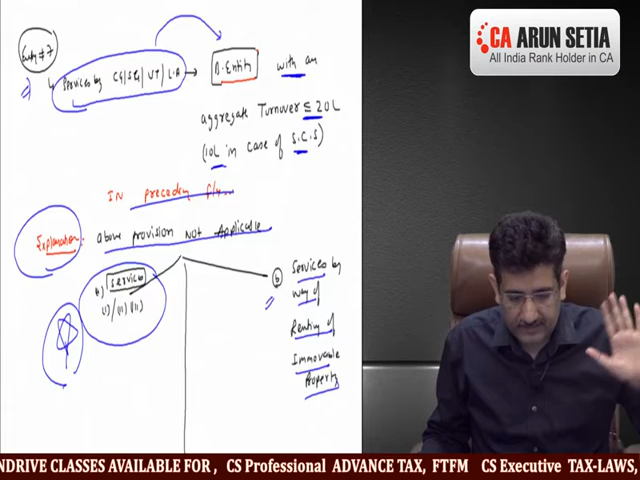 Entry # 7
CA ARUN SETIA
All India Rank Holder in CA
↳ Services by CG/SG/UT/L.A → B.Entity with an
aggregate Turnover ≤ 20L
(10L in case of S.C.S)
IN preceding f/y.
Explanation: above provision NOT Applicable
a) Services
(i)/(ii)/(iii)
(b) Services by
way of
Renting of
Immovable
Property
NDRIVE CLASSES AVAILABLE FOR , CS Professional ADVANCE TAX, FTFM CS Executive TAX-LAWS,